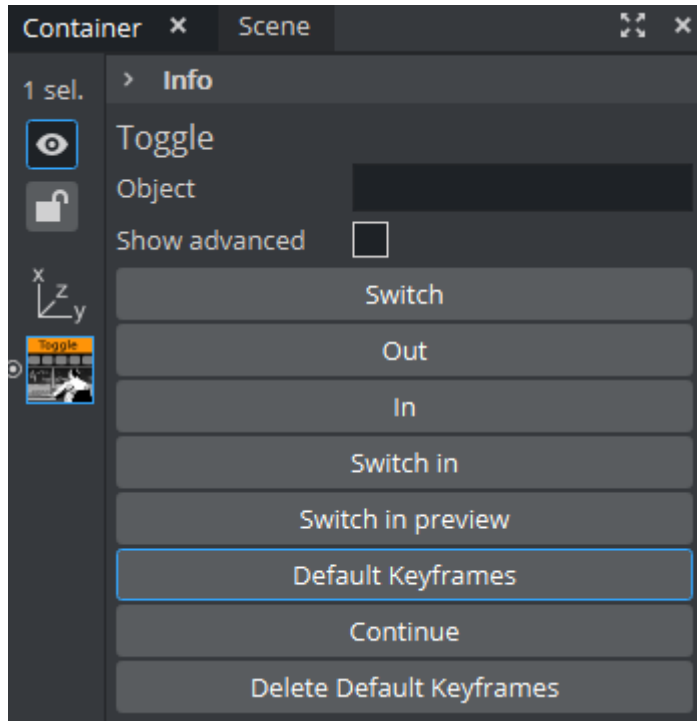 Container × Scene ×
1 sel.
> Info
Toggle
Object
Show advanced
x
z
y
Toggle
Switch
Out
In
Switch in
Switch in preview
Default Keyframes
Continue
Delete Default Keyframes